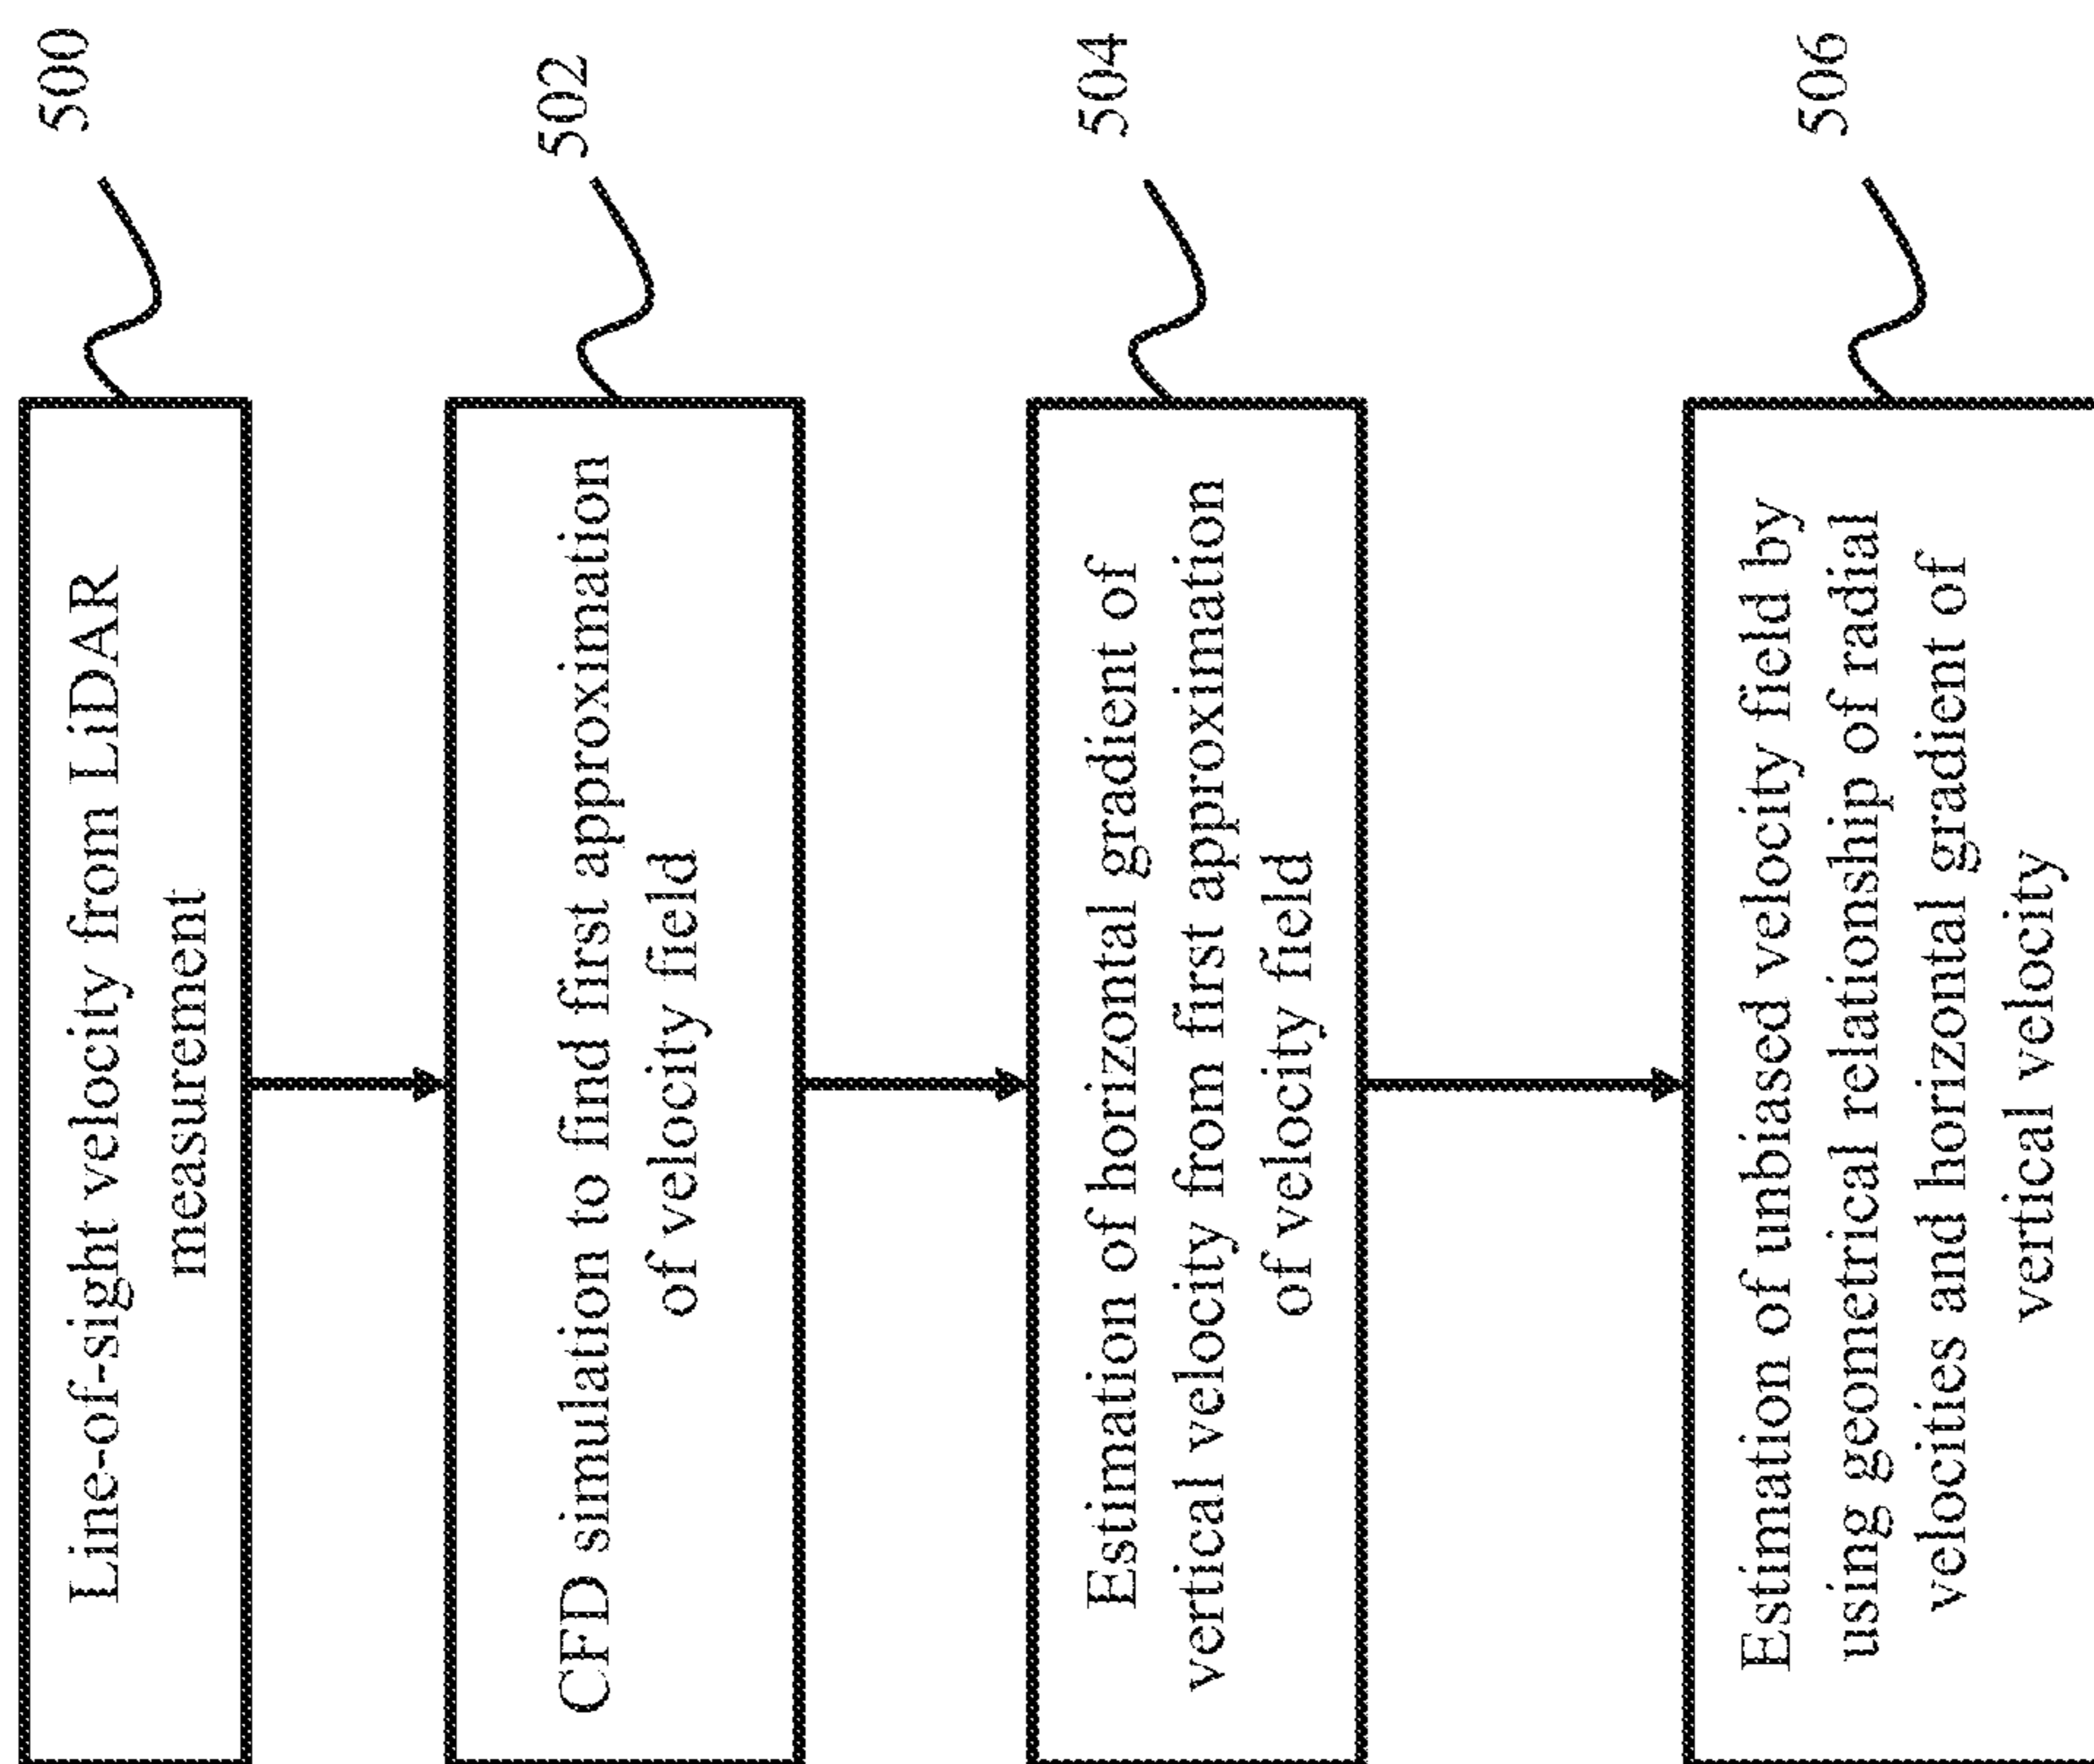 500
Line-of-sight velocity from LiDAR
measurement
502
CFD simulation to find first approximation
of velocity field
504
Estimation of horizontal gradient of
vertical velocity from first approximation
of velocity field
506
Estimation of unbiased velocity field by
using geometrical relationship of radial
velocities and horizontal gradient of
vertical velocity